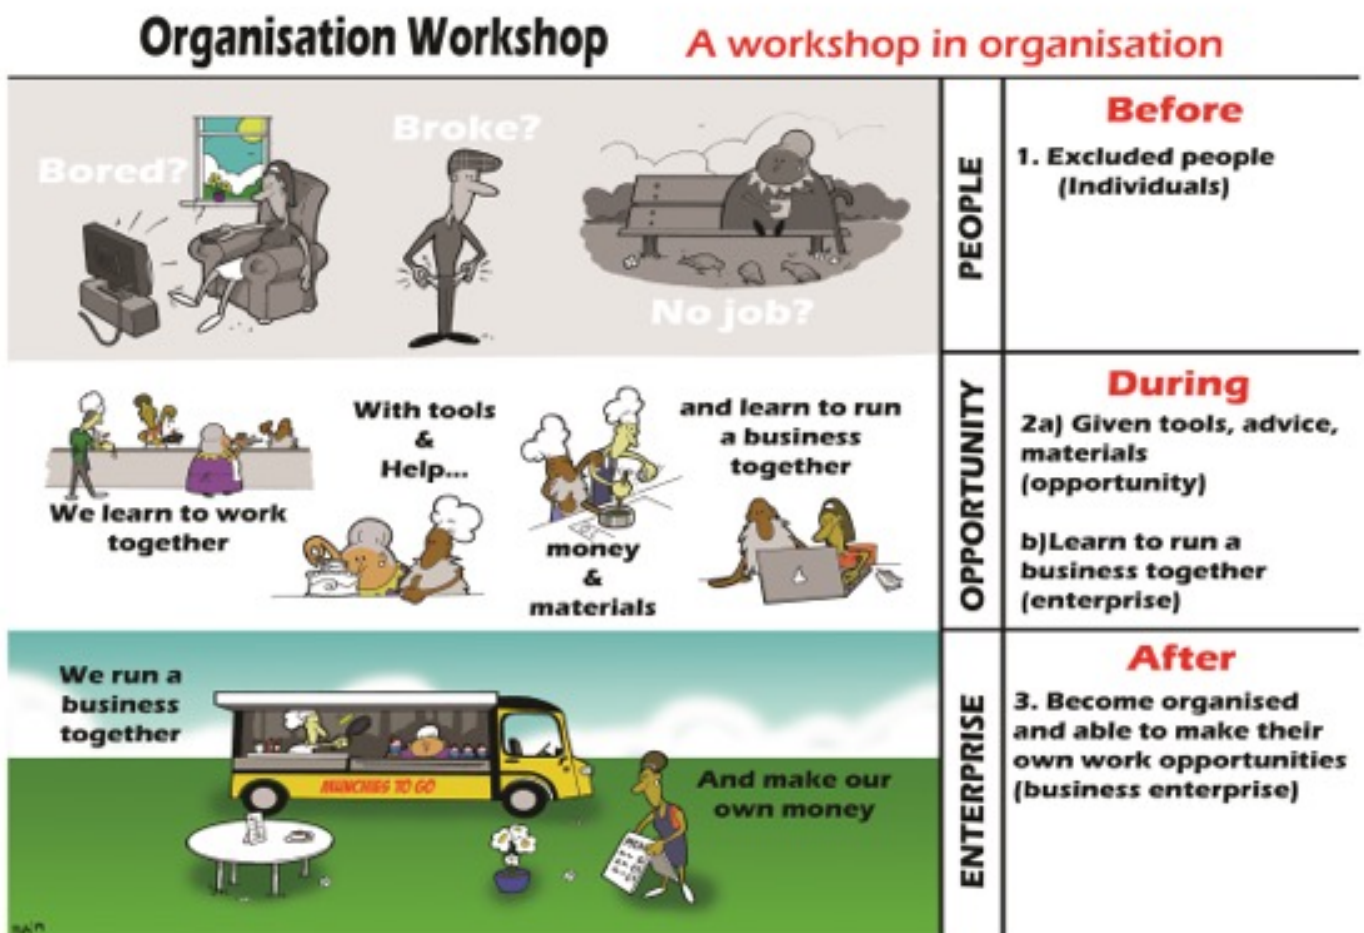 Organisation Workshop
A workshop in organisation
Bored?
Broke?
No job?
PEOPLE
Before
1. Excluded people
(Individuals)
We learn to work
together
With tools
&
Help...
money
&
materials
and learn to run
a business
together
OPPORTUNITY
During
2a) Given tools, advice,
materials
(opportunity)
b)Learn to run a
business together
(enterprise)
We run a
business
together
MUNCHIES TO GO
And make our
own money
MENU
ENTERPRISE
After
3. Become organised
and able to make their
own work opportunities
(business enterprise)